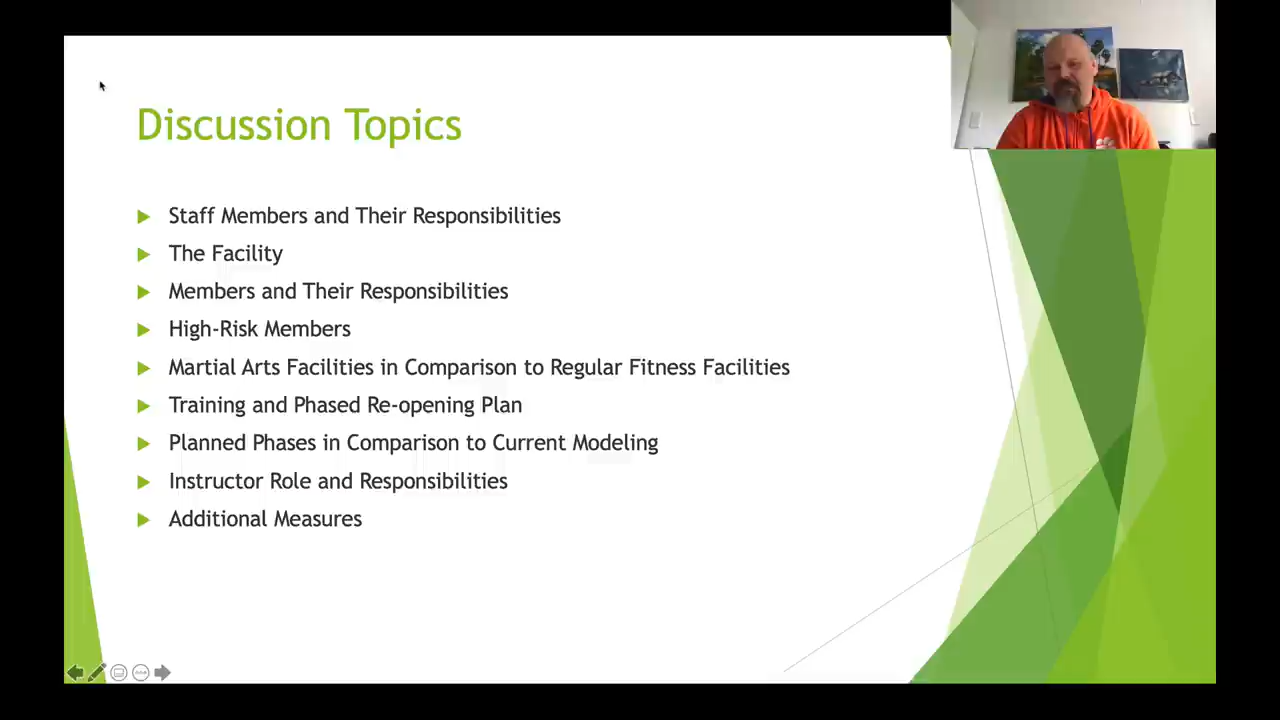 Discussion Topics
Staff Members and Their Responsibilities
The Facility
Members and Their Responsibilities
High-Risk Members
Martial Arts Facilities in Comparison to Regular Fitness Facilities
Training and Phased Re-opening Plan
Planned Phases in Comparison to Current Modeling
Instructor Role and Responsibilities
Additional Measures